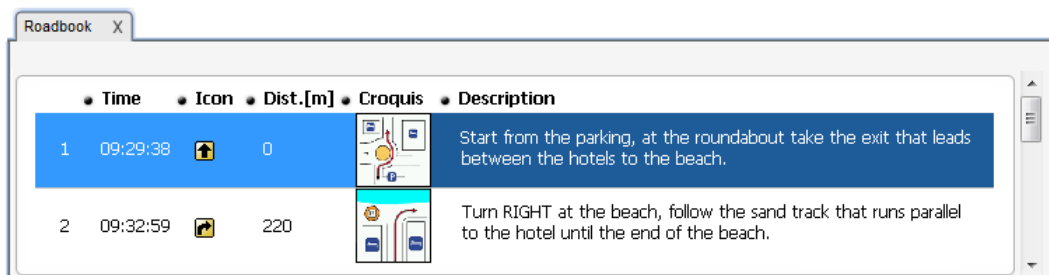 Roadbook X
Time Icon Dist.[m] Croquis Description
1 09:29:38 0 Start from the parking, at the roundabout take the exit that leads
between the hotels to the beach.
P
2 09:32:59 220 Turn RIGHT at the beach, follow the sand track that runs parallel
to the hotel until the end of the beach.